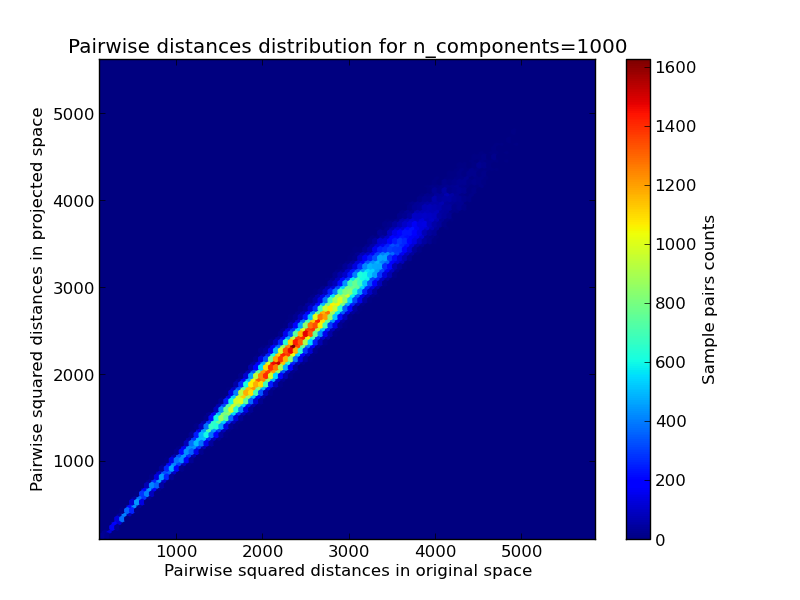 Pairwise distances distribution for n_components=1000
Pairwise squared distances in projected space
5000
4000
3000
2000
1000
1000 2000 3000 4000 5000
Pairwise squared distances in original space
1600
1400
1200
1000
800
600
400
200
0
Sample pairs counts